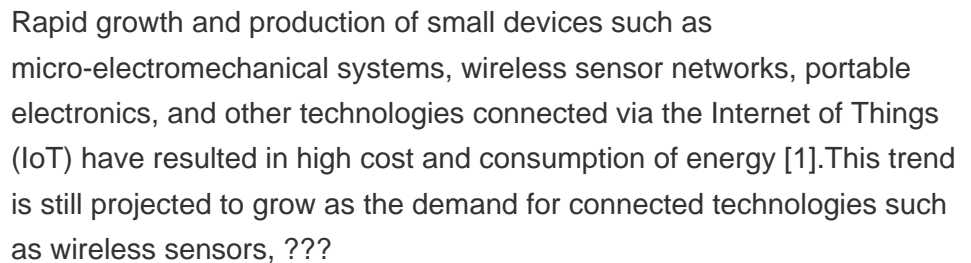 Rapid growth and production of small devices such as
micro-electromechanical systems, wireless sensor networks, portable
electronics, and other technologies connected via the Internet of Things
(IoT) have resulted in high cost and consumption of energy [1].This trend
is still projected to grow as the demand for connected technologies such
as wireless sensors, ???